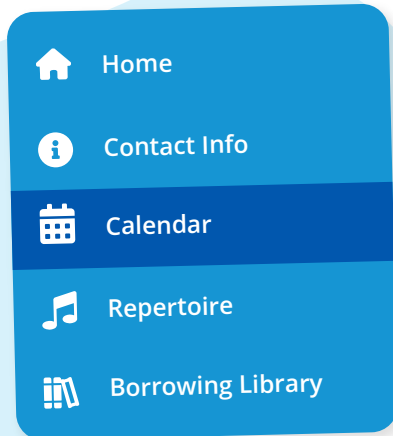 Home
Contact Info
Calendar
Repertoire
Borrowing Library